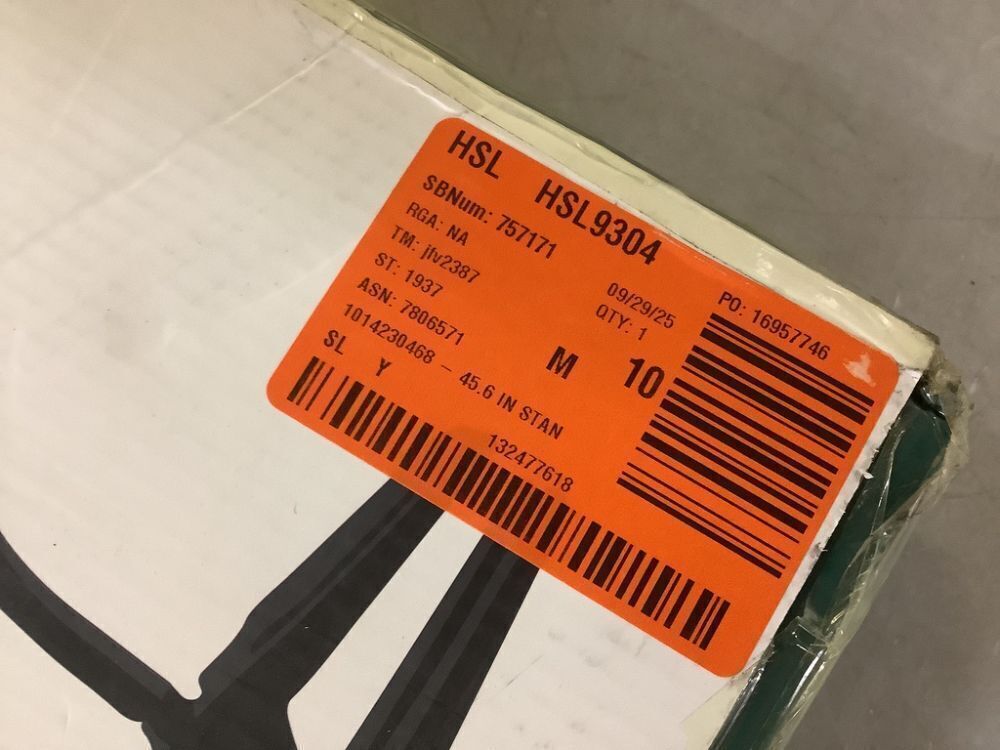 HSL HSL9304
SBNum: 757171
RGA: NA
TM: jfv2387
ST: 1937
ASN: 7806571
1014230468 - 45.6 IN STAN
SL Y
09/29/25
QTY: 1
M 10
PO: 16957746
132477618